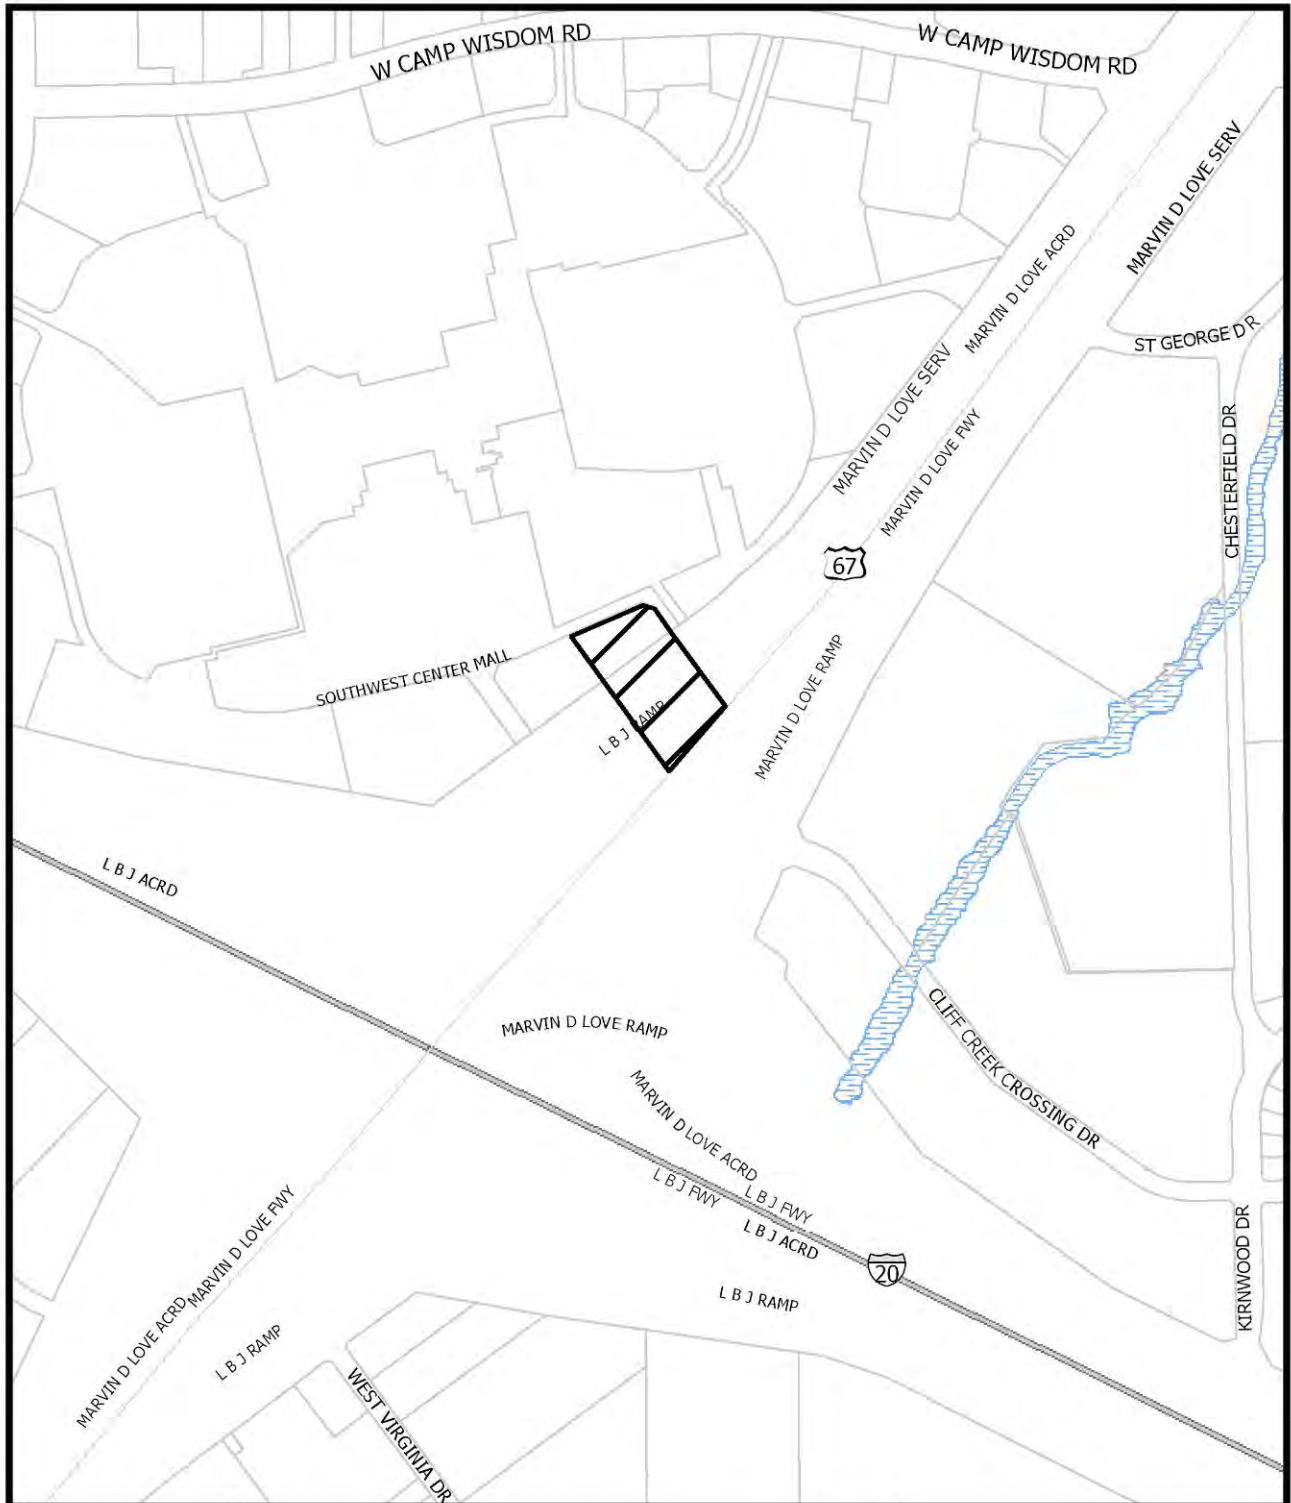 W CAMP WISDOM RD
W CAMP WISDOM RD
MARVIN D LOVE SERV
MARVIN D LOVE ACRD
ST GEORGE DR
MARVIN D LOVE SERV
MARVIN D LOVE FWY
CHESTERFIELD DR
67
SOUTHWEST CENTER MALL
MARVIN D LOVE RAMP
L B J RAMP
L B J ACRD
MARVIN D LOVE RAMP
CLIFF CREEK CROSSING DR
MARVIN D LOVE ACRD
L B J FWY
L B J FWY
L B J ACRD
MARVIN D LOVE FWY
20
KIRNWOOD DR
L B J RAMP
MARVIN D LOVE ACRD
L B J RAMP
WEST VIRGINIA DR